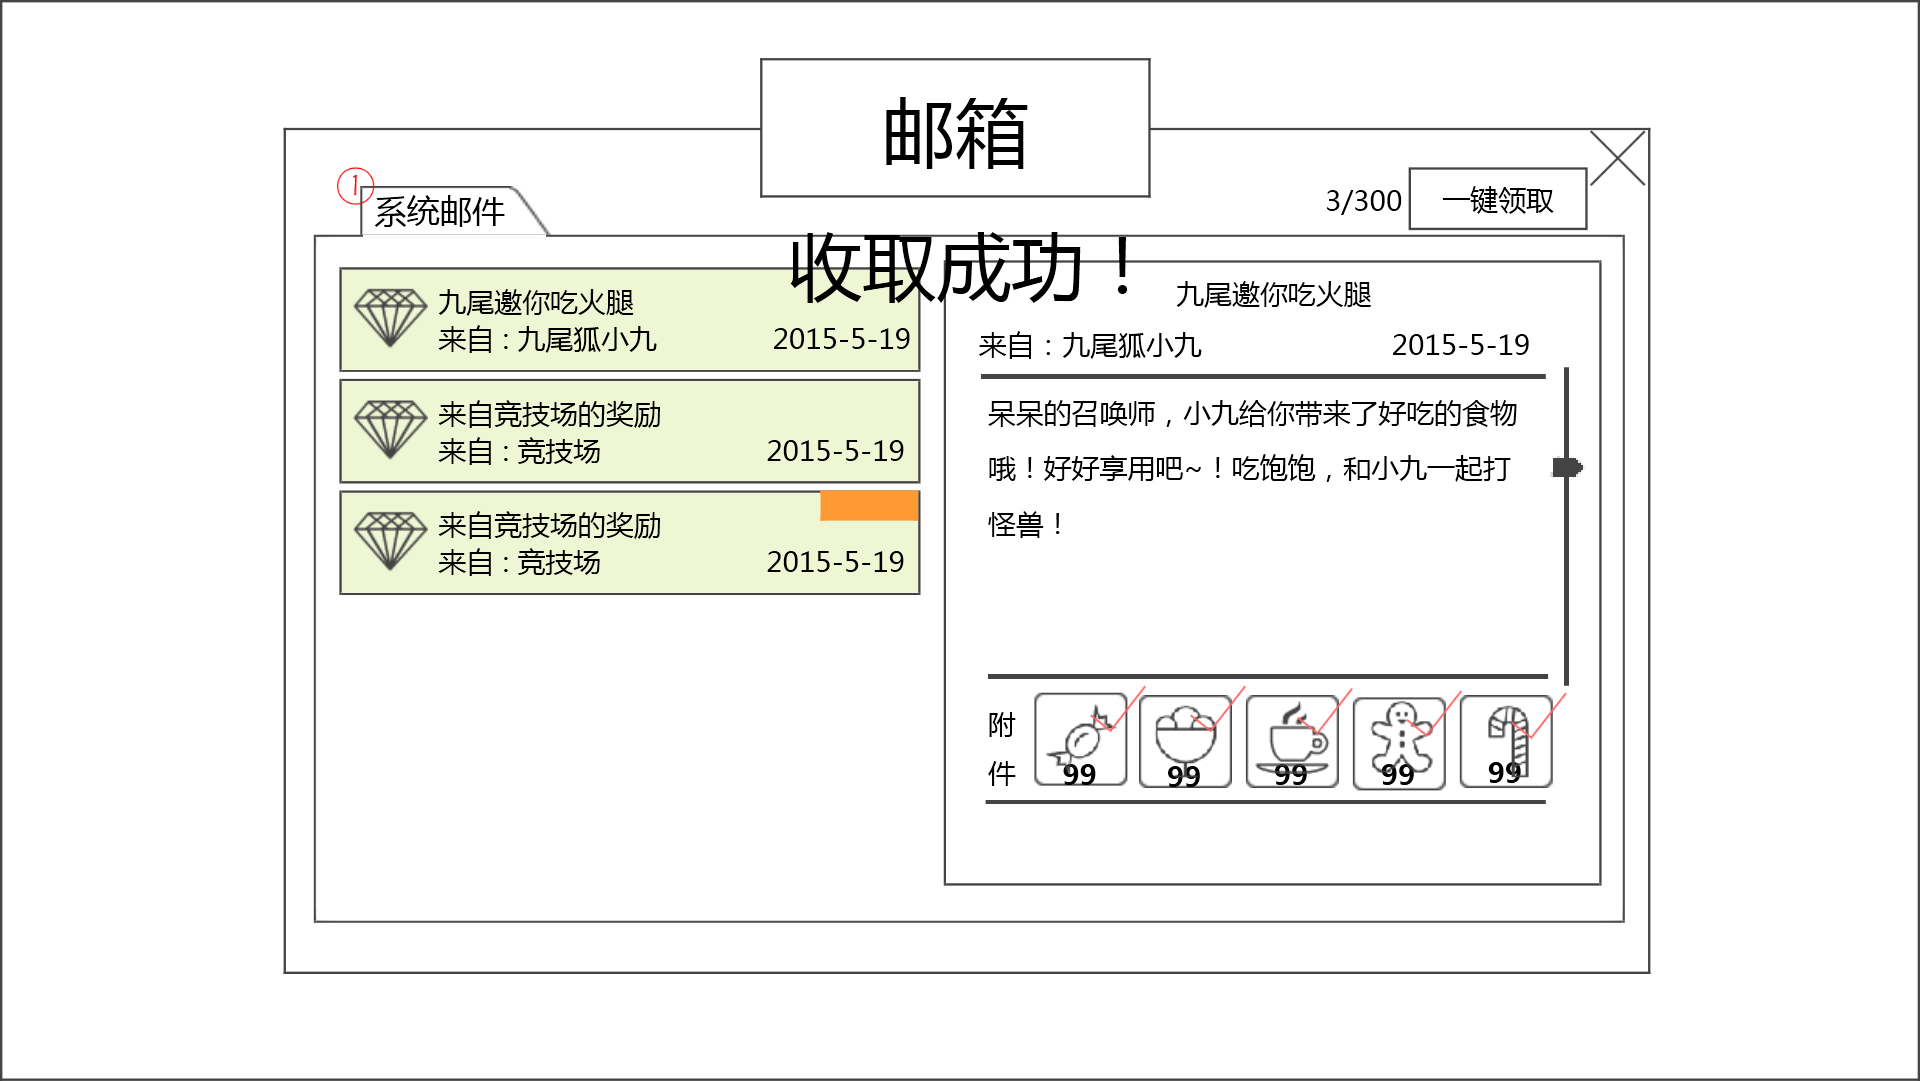 邮箱
1
系统邮件
3/300
一键领取
收取成功！
九尾邀你吃火腿
来自：九尾狐小九
2015-5-19
来自竞技场的奖励
来自：竞技场
2015-5-19
来自竞技场的奖励
来自：竞技场
2015-5-19
九尾邀你吃火腿
来自：九尾狐小九
2015-5-19
呆呆的召唤师，小九给你带来了好吃的食物
哦！好好享用吧~！吃饱饱，和小九一起打
怪兽！
附
件
99
99
99
99
99